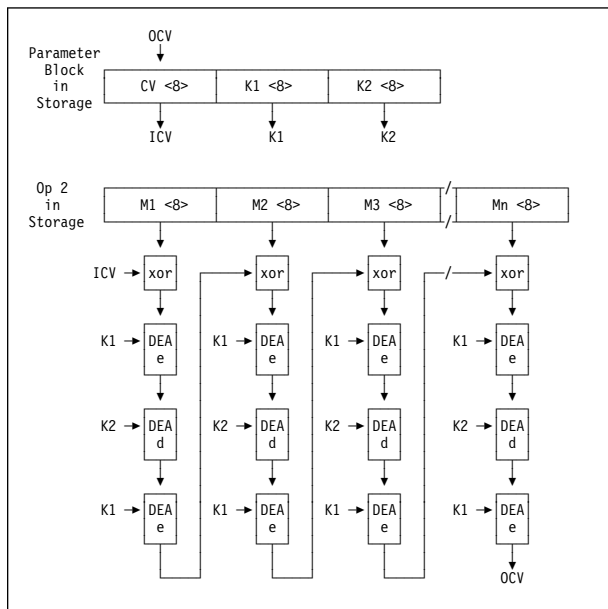 OCV
Parameter
Block
in
Storage
CV <8> K1 <8> K2 <8>
ICV K1 K2
Op 2
in
Storage
M1 <8> M2 <8> M3 <8> / / Mn <8>
ICV xor xor xor / xor
K1 DEA K1 DEA K1 DEA K1 DEA
e e e e
K2 DEA K2 DEA K2 DEA K2 DEA
d d d d
K1 DEA K1 DEA K1 DEA K1 DEA
e e e e
OCV